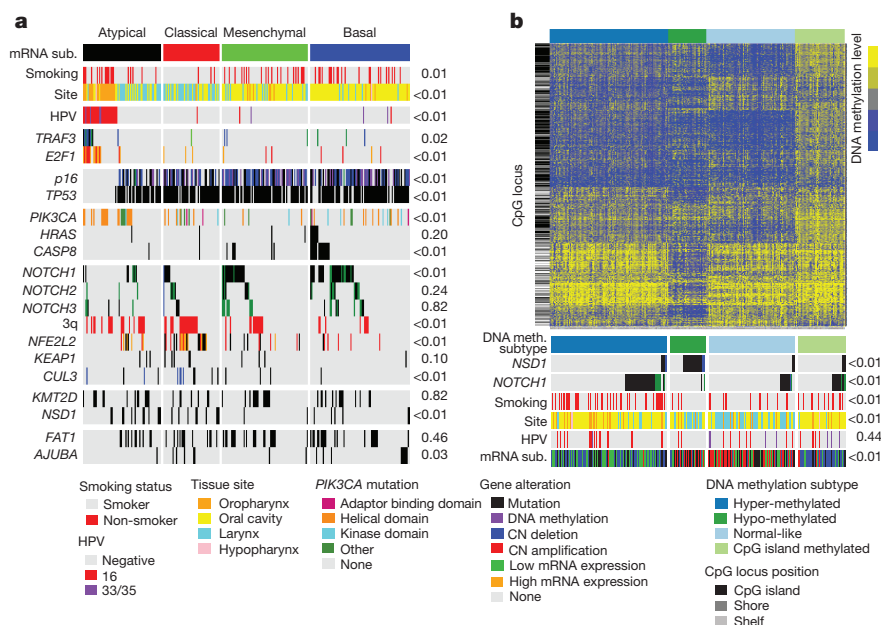 a
Atypical Classical Mesenchymal Basal
mRNA sub.
Smoking 0.01
Site <0.01
HPV <0.01
TRAF3 0.02
E2F1 <0.01
p16 <0.01
TP53 <0.01
PIK3CA <0.01
HRAS 0.20
CASP8 <0.01
NOTCH1 <0.01
NOTCH2 0.24
NOTCH3 0.82
3q <0.01
NFE2L2 <0.01
KEAP1 0.10
CUL3 <0.01
KMT2D 0.82
NSD1 <0.01
FAT1 0.46
AJUBA 0.03
Smoking status
Smoker
Non-smoker
HPV
Negative
16
33/35
Tissue site
Oropharynx
Oral cavity
Larynx
Hypopharynx
PIK3CA mutation
Adaptor binding domain
Helical domain
Kinase domain
Other
None
b
CpG locus
DNA methylation level
DNA meth.
subtype
NSD1 <0.01
NOTCH1 <0.01
Smoking <0.01
Site <0.01
HPV 0.44
mRNA sub. <0.01
Gene alteration
Mutation
DNA methylation
CN deletion
CN amplification
Low mRNA expression
High mRNA expression
None
DNA methylation subtype
Hyper-methylated
Hypo-methylated
Normal-like
CpG island methylated
CpG locus position
CpG island
Shore
Shelf